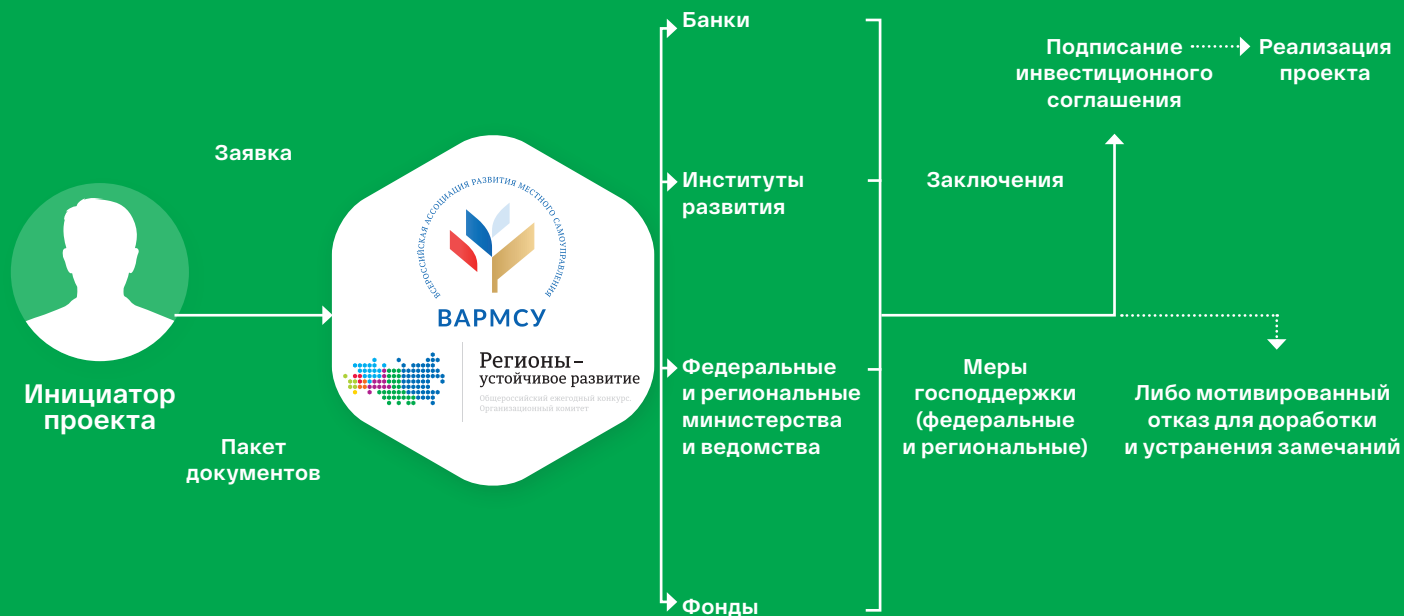 Заявка
Инициатор
проекта
Пакет
документов
ВСЕРОССИЙСКАЯ АССОЦИАЦИЯ РАЗВИТИЯ МЕСТНОГО САМОУПРАВЛЕНИЯ
ВАРМСУ
Регионы–
устойчивое развитие
Общероссийский ежегодный конкурс.
Организационный комитет
Банки
Институты
развития
Федеральные
и региональные
министерства
и ведомства
Фонды
Заключения
Меры
господдержки
(федеральные
и региональные)
Подписание
инвестиционного
соглашения
Реализация
проекта
Либо мотивированный
отказ для доработки
и устранения замечаний